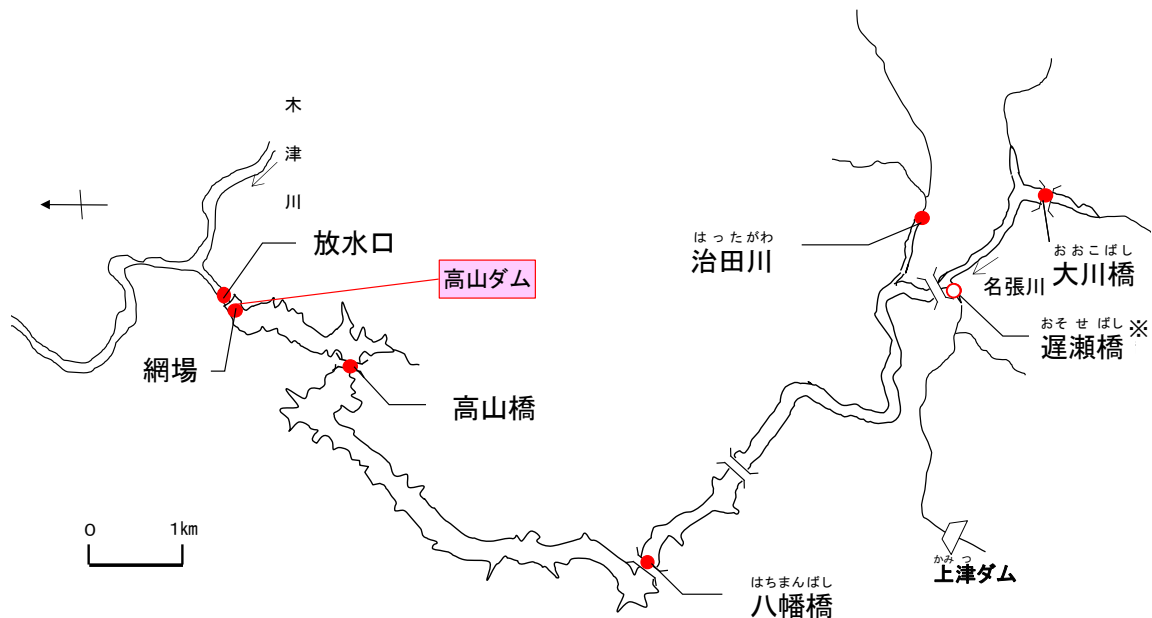 木津川
放水口
高山ダム
網場
高山橋
はったがわ
治田川
おおこばし
大川橋
名張川
おそせばし
遅瀬橋※
はちまんばし
八幡橋
かみつ
上津ダム
0 1km